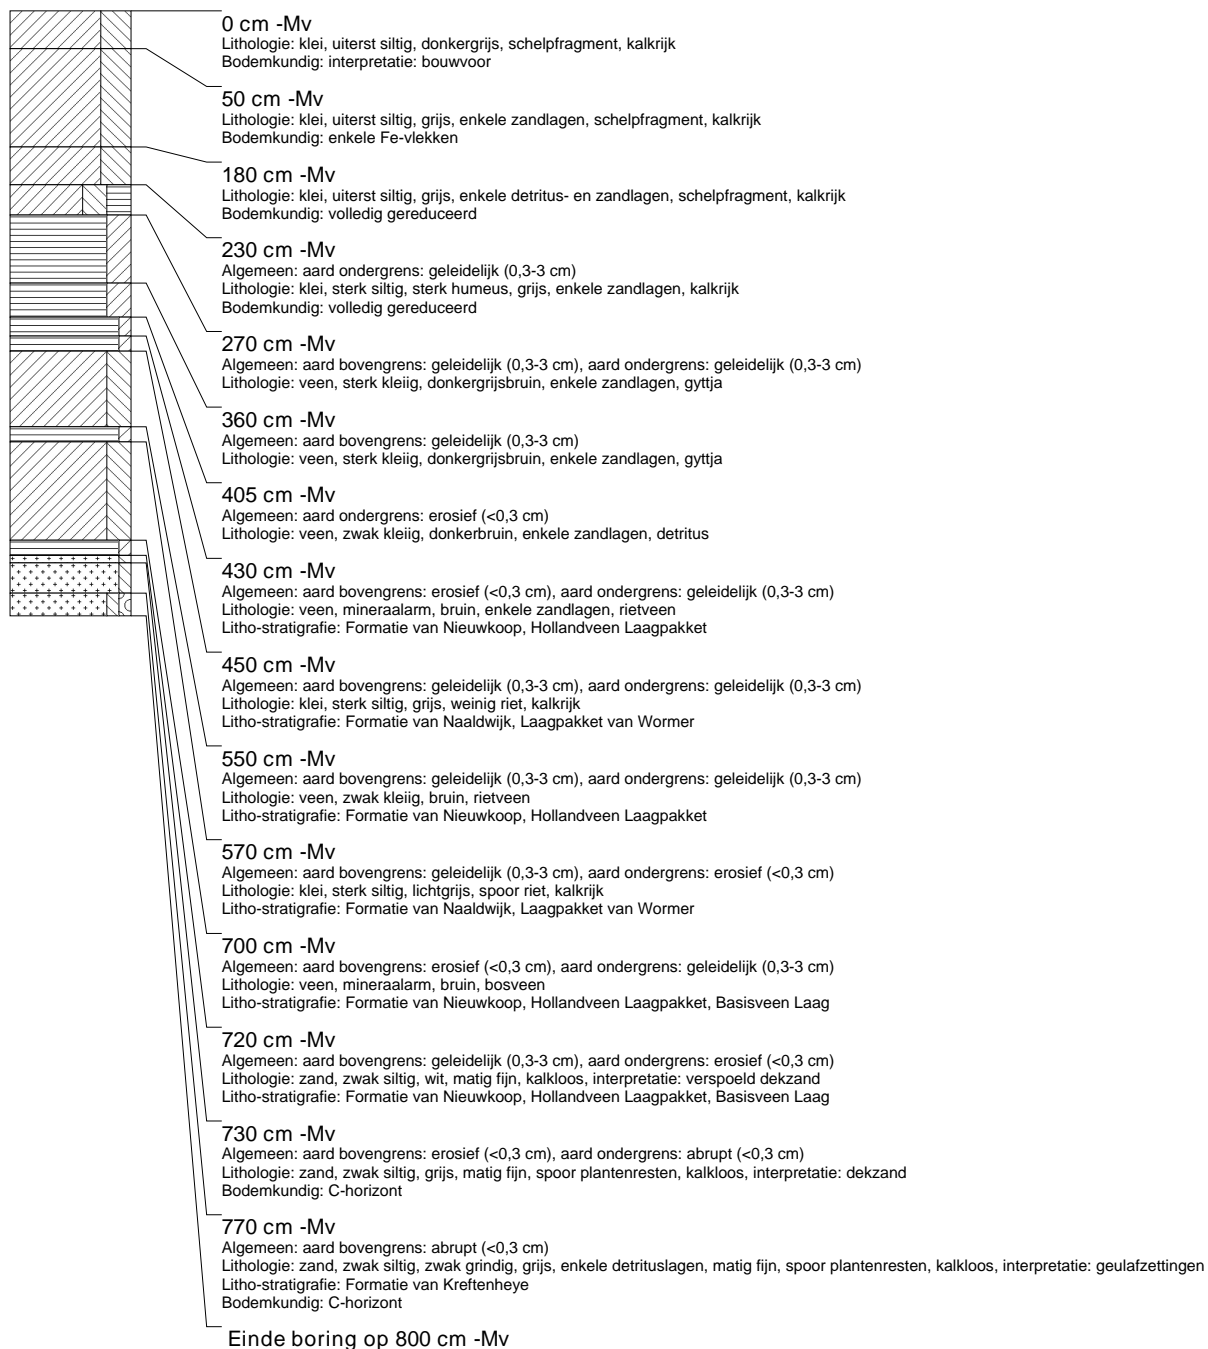 0 cm -Mv
Lithologie: klei, uiterst siltig, donkergrijs, schelpfragment, kalkrijk
Bodemkundig: interpretatie: bouwvoor
50 cm -Mv
Lithologie: klei, uiterst siltig, grijs, enkele zandlagen, schelpfragment, kalkrijk
Bodemkundig: enkele Fe-vlekken
180 cm -Mv
Lithologie: klei, uiterst siltig, grijs, enkele detritus- en zandlagen, schelpfragment, kalkrijk
Bodemkundig: volledig gereduceerd
230 cm -Mv
Algemeen: aard ondergrens: geleidelijk (0,3-3 cm)
Lithologie: klei, sterk siltig, sterk humeus, grijs, enkele zandlagen, kalkrijk
Bodemkundig: volledig gereduceerd
270 cm -Mv
Algemeen: aard bovengrens: geleidelijk (0,3-3 cm), aard ondergrens: geleidelijk (0,3-3 cm)
Lithologie: veen, sterk kleiig, donkergrijsbruin, enkele zandlagen, gyttja
360 cm -Mv
Algemeen: aard bovengrens: geleidelijk (0,3-3 cm)
Lithologie: veen, sterk kleiig, donkergrijsbruin, enkele zandlagen, gyttja
405 cm -Mv
Algemeen: aard ondergrens: erosief (<0,3 cm)
Lithologie: veen, zwak kleiig, donkerbruin, enkele zandlagen, detritus
430 cm -Mv
Algemeen: aard bovengrens: erosief (<0,3 cm), aard ondergrens: geleidelijk (0,3-3 cm)
Lithologie: veen, mineraalarm, bruin, enkele zandlagen, rietveen
Litho-stratigrafie: Formatie van Nieuwkoop, Hollandveen Laagpakket
450 cm -Mv
Algemeen: aard bovengrens: geleidelijk (0,3-3 cm), aard ondergrens: geleidelijk (0,3-3 cm)
Lithologie: klei, sterk siltig, grijs, weinig riet, kalkrijk
Litho-stratigrafie: Formatie van Naaldwijk, Laagpakket van Wormer
550 cm -Mv
Algemeen: aard bovengrens: geleidelijk (0,3-3 cm), aard ondergrens: geleidelijk (0,3-3 cm)
Lithologie: veen, zwak kleiig, bruin, rietveen
Litho-stratigrafie: Formatie van Nieuwkoop, Hollandveen Laagpakket
570 cm -Mv
Algemeen: aard bovengrens: geleidelijk (0,3-3 cm), aard ondergrens: erosief (<0,3 cm)
Lithologie: klei, sterk siltig, lichtgrijs, spoor riet, kalkrijk
Litho-stratigrafie: Formatie van Naaldwijk, Laagpakket van Wormer
700 cm -Mv
Algemeen: aard bovengrens: erosief (<0,3 cm), aard ondergrens: geleidelijk (0,3-3 cm)
Lithologie: veen, mineraalarm, bruin, bosveen
Litho-stratigrafie: Formatie van Nieuwkoop, Hollandveen Laagpakket, Basisveen Laag
720 cm -Mv
Algemeen: aard bovengrens: geleidelijk (0,3-3 cm), aard ondergrens: erosief (<0,3 cm)
Lithologie: zand, zwak siltig, wit, matig fijn, kalkloos, interpretatie: verspoeld dekzand
Litho-stratigrafie: Formatie van Nieuwkoop, Hollandveen Laagpakket, Basisveen Laag
730 cm -Mv
Algemeen: aard bovengrens: erosief (<0,3 cm), aard ondergrens: abrupt (<0,3 cm)
Lithologie: zand, zwak siltig, grijs, matig fijn, spoor plantenresten, kalkloos, interpretatie: dekzand
Bodemkundig: C-horizont
770 cm -Mv
Algemeen: aard bovengrens: abrupt (<0,3 cm)
Lithologie: zand, zwak siltig, zwak grindig, grijs, enkele detrituslagen, matig fijn, spoor plantenresten, kalkloos, interpretatie: geulafzettingen
Litho-stratigrafie: Formatie van Kreftenheye
Bodemkundig: C-horizont
Einde boring op 800 cm -Mv